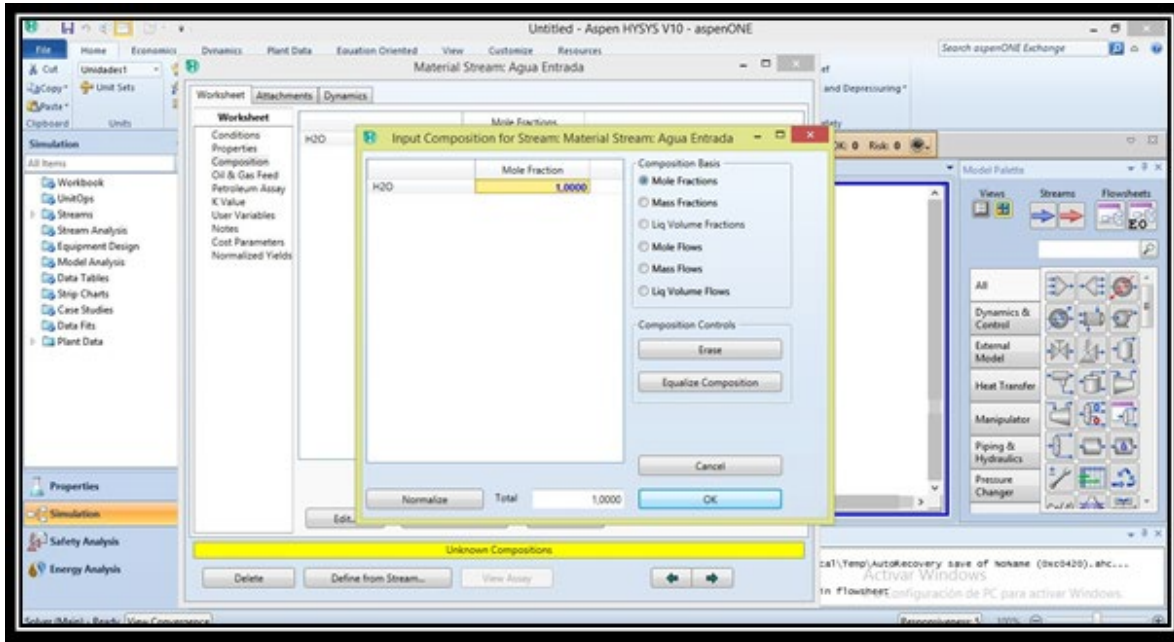 Untitled - Aspen HYSYS V10 - aspenONE
File Home Economics Dynamics Plant Data Equation Oriented View Customize Resources
Search aspenONE Exchange
Cut
Copy
Paste
Clipboard
Unidades1
Unit Sets
Units
and Depressuring
OK: 0 Risk: 0
Simulation
All Items
Workbook
UnitOps
Streams
Stream Analysis
Equipment Design
Model Analysis
Data Tables
Strip Charts
Case Studies
Data Fits
Plant Data
Properties
Simulation
Safety Analysis
Energy Analysis
Material Stream: Agua Entrada
Worksheet Attachments Dynamics
Worksheet
Conditions
Properties
Composition
Oil & Gas Feed
Petroleum Assay
K Value
User Variables
Notes
Cost Parameters
Normalized Yields
Mole Fractions
H2O
Edit...
Unknown Compositions
Delete
Define from Stream...
View Assay
Input Composition for Stream: Material Stream: Agua Entrada
Mole Fraction
H2O 1,0000
Composition Basis
Mole Fractions
Mass Fractions
Liq Volume Fractions
Mole Flows
Mass Flows
Liq Volume Flows
Composition Controls
Erase
Equalize Composition
Cancel
Normalize
Total 1,0000
OK
Model Palette
Views Streams Flowsheets
EO
All
Dynamics & Control
External Model
Heat Transfer
Manipulator
Piping & Hydraulics
Pressure Changer
cal\Temp\AutoRecovery save of NoName (0xc0420).ahc...
in flowsheet
Activar Windows
Configuración de PC para activar Windows.
Solver (Main) - Ready View Convergence
100%